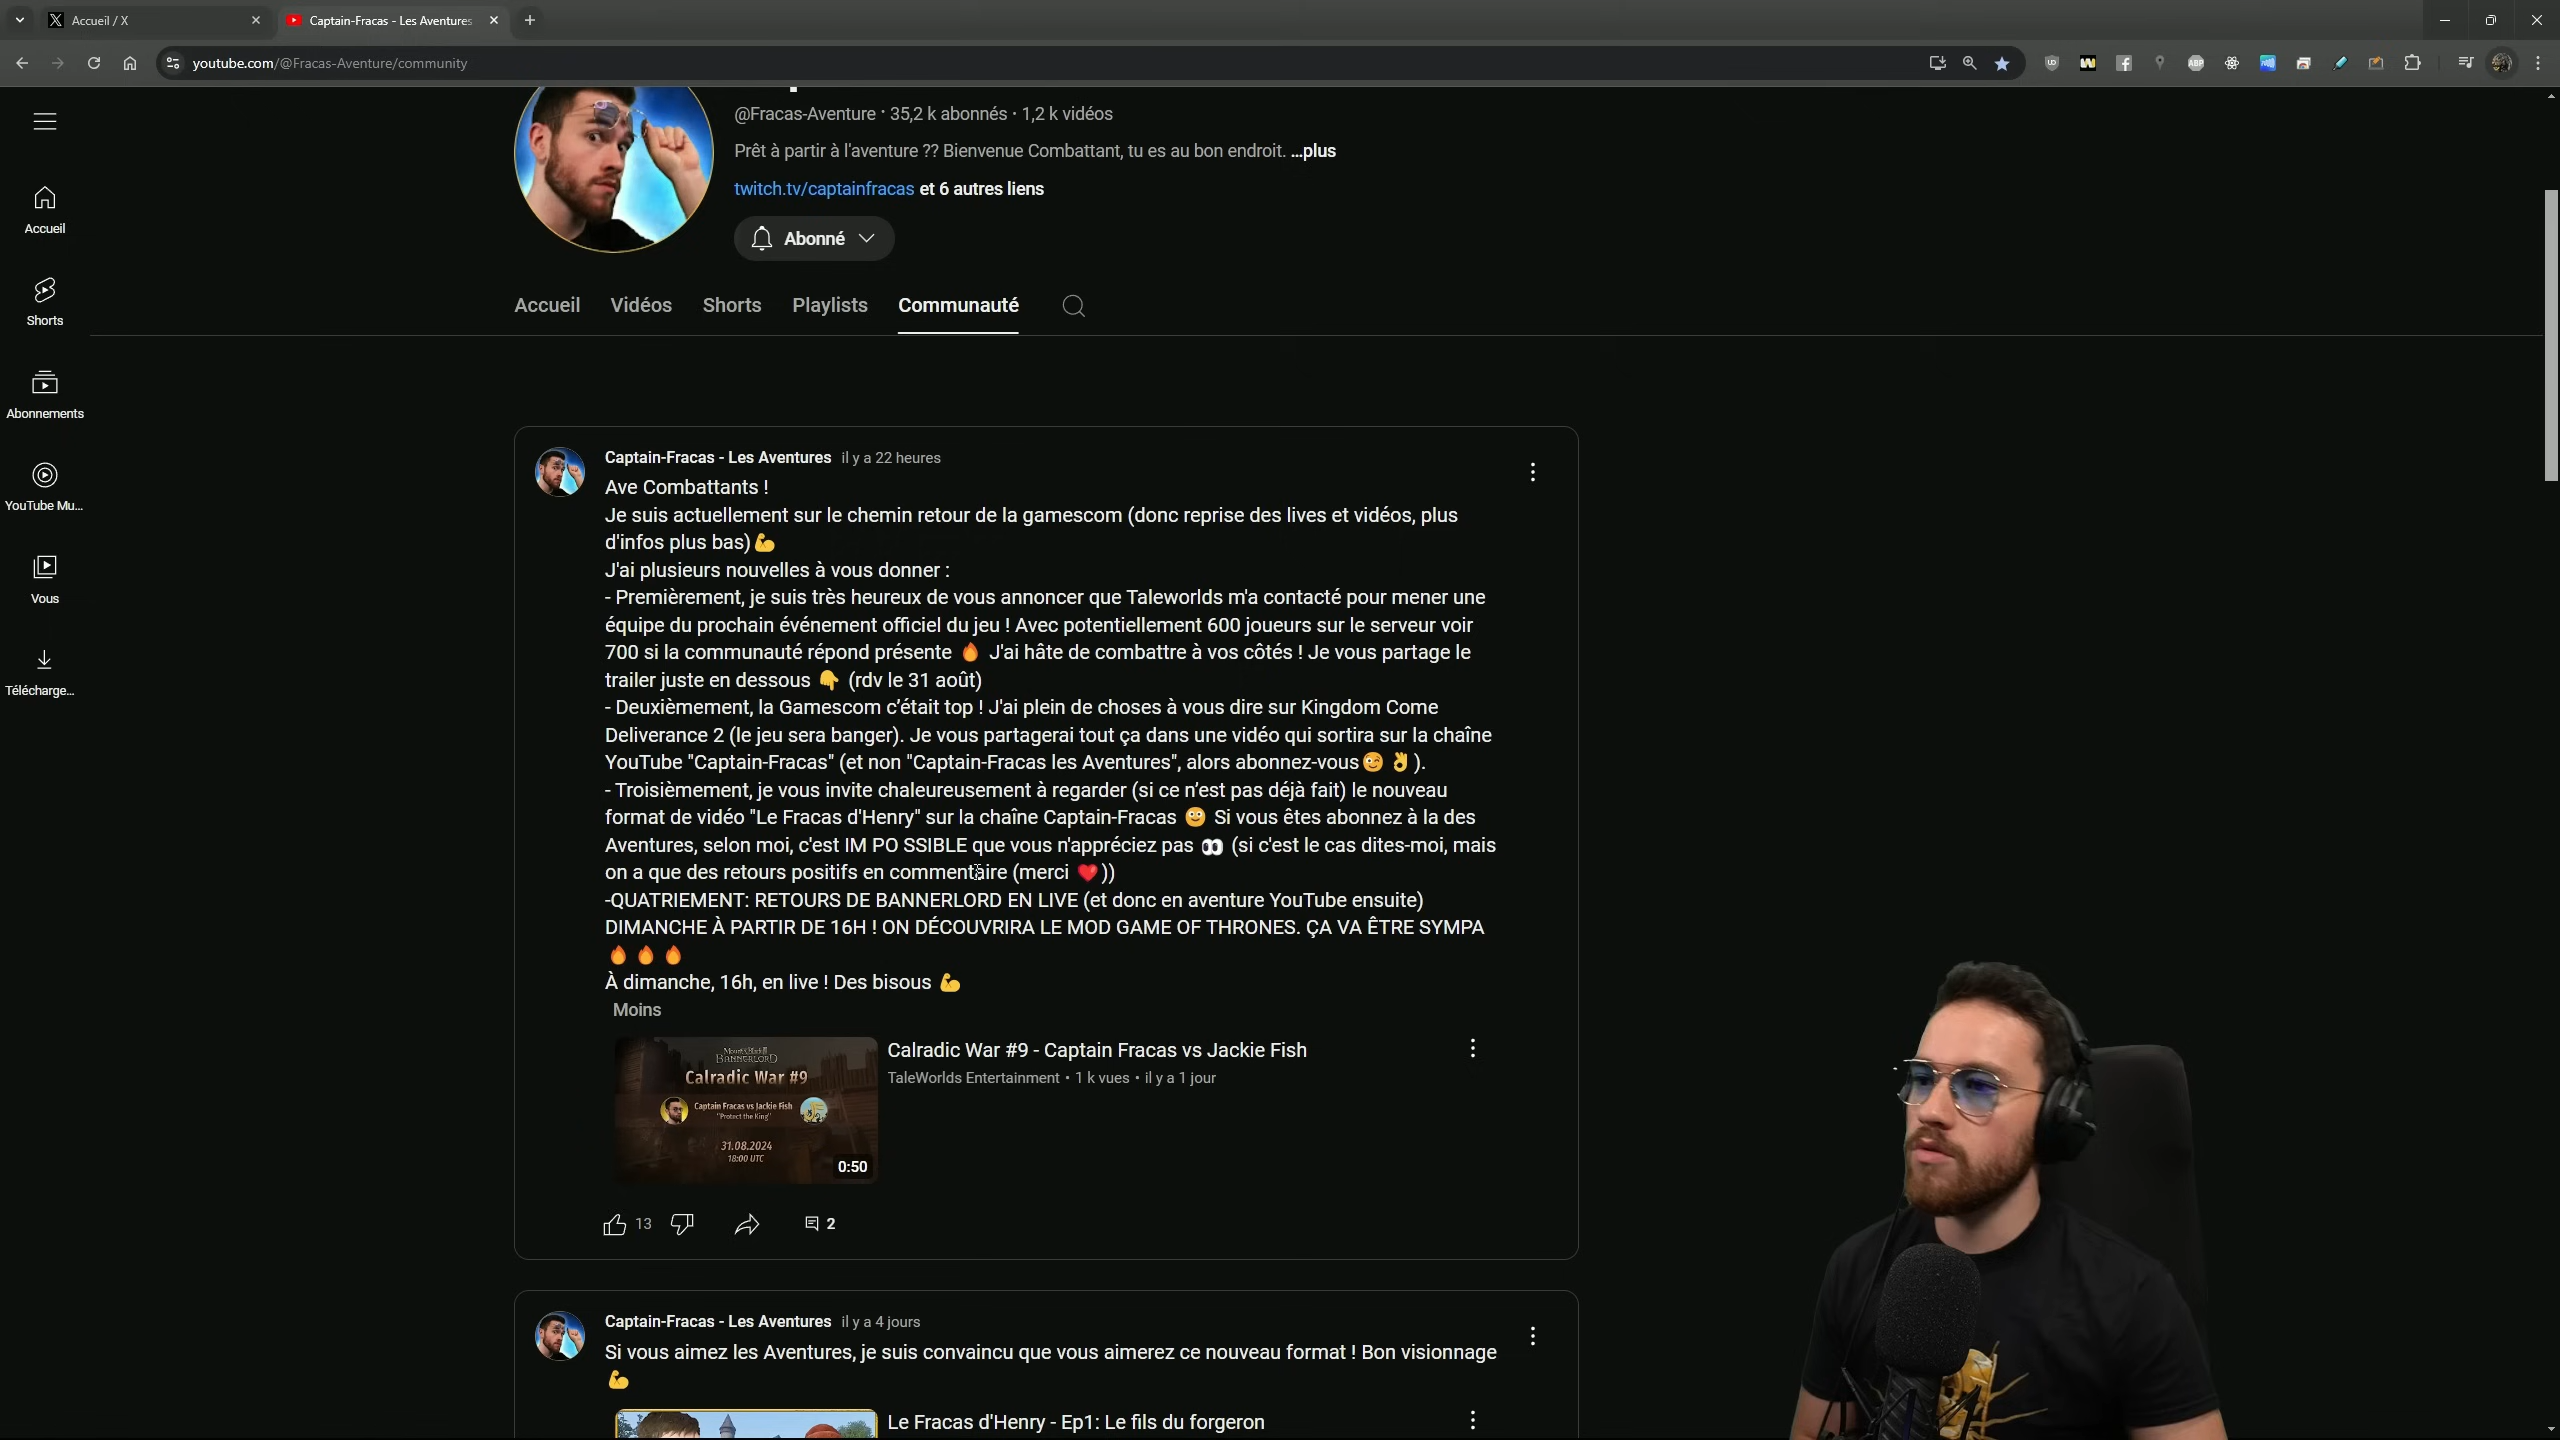 Accueil / X
Captain-Fracas - Les Aventures
youtube.com/@Fracas-Aventure/community
@Fracas-Aventure · 35,2 k abonnés · 1,2 k vidéos
Prêt à partir à l'aventure ?? Bienvenue Combattant, tu es au bon endroit. ...plus
twitch.tv/captainfracas et 6 autres liens
Abonné
Accueil
Shorts
Abonnements
YouTube Mu...
Vous
Télécharge...
Accueil Vidéos Shorts Playlists Communauté
Captain-Fracas - Les Aventures il y a 22 heures
Ave Combattants !
Je suis actuellement sur le chemin retour de la gamescom (donc reprise des lives et vidéos, plus
d'infos plus bas)💪
J'ai plusieurs nouvelles à vous donner :
- Premièrement, je suis très heureux de vous annoncer que Taleworlds m'a contacté pour mener une
équipe du prochain événement officiel du jeu ! Avec potentiellement 600 joueurs sur le serveur voir
700 si la communauté répond présente 🔥 J'ai hâte de combattre à vos côtés ! Je vous partage le
trailer juste en dessous 👇 (rdv le 31 août)
- Deuxièmement, la Gamescom c'était top ! J'ai plein de choses à vous dire sur Kingdom Come
Deliverance 2 (le jeu sera banger). Je vous partagerai tout ça dans une vidéo qui sortira sur la chaîne
YouTube "Captain-Fracas" (et non "Captain-Fracas les Aventures", alors abonnez-vous😉 👌).
- Troisièmement, je vous invite chaleureusement à regarder (si ce n'est pas déjà fait) le nouveau
format de vidéo "Le Fracas d'Henry" sur la chaîne Captain-Fracas 🙂 Si vous êtes abonnez à la des
Aventures, selon moi, c'est IM PO SSIBLE que vous n'appréciez pas 👀 (si c'est le cas dites-moi, mais
on a que des retours positifs en commentaire (merci ❤️))
-QUATRIEMENT: RETOURS DE BANNERLORD EN LIVE (et donc en aventure YouTube ensuite)
DIMANCHE À PARTIR DE 16H ! ON DÉCOUVRIRA LE MOD GAME OF THRONES. ÇA VA ÊTRE SYMPA
🔥 🔥 🔥
À dimanche, 16h, en live ! Des bisous 💪
Moins
Mount&Blade II
BANNERLORD
Calradic War #9
Captain Fracas vs Jackie Fish
"Protect the King"
31.08.2024
18:00 UTC
0:50
Calradic War #9 - Captain Fracas vs Jackie Fish
TaleWorlds Entertainment · 1 k vues · il y a 1 jour
13
2
Captain-Fracas - Les Aventures il y a 4 jours
Si vous aimez les Aventures, je suis convaincu que vous aimerez ce nouveau format ! Bon visionnage
💪
Le Fracas d'Henry - Ep1: Le fils du forgeron